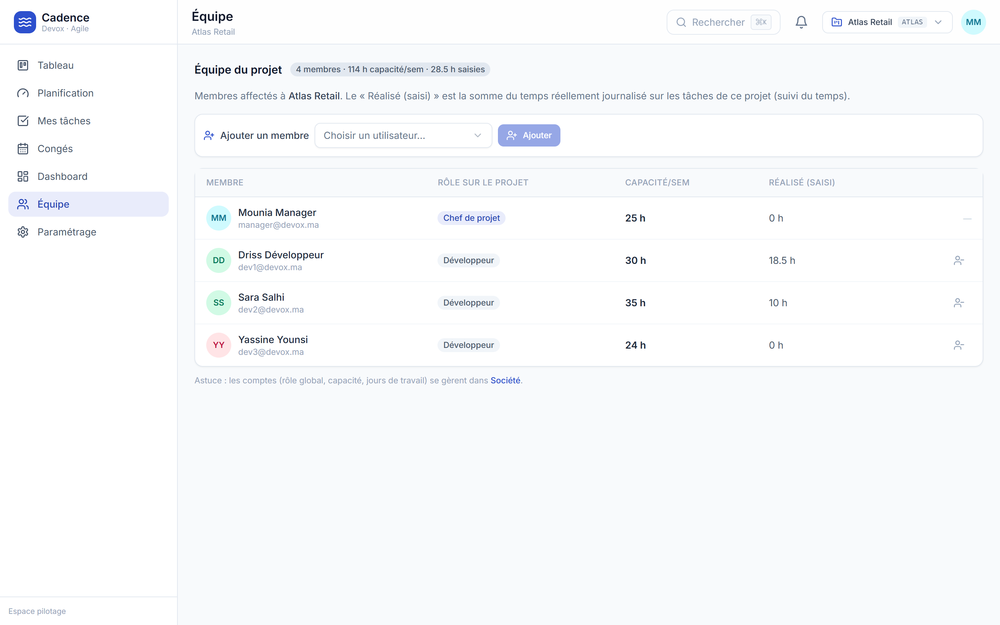 Cadence
Devox · Agile
Équipe
Atlas Retail
Rechercher ⌘K
Atlas Retail ATLAS
MM
Tableau
Planification
Mes tâches
Congés
Dashboard
Équipe
Paramétrage
Espace pilotage
Équipe du projet 4 membres · 114 h capacité/sem · 28.5 h saisies
Membres affectés à Atlas Retail. Le « Réalisé (saisi) » est la somme du temps réellement journalisé sur les tâches de ce projet (suivi du temps).
Ajouter un membre Choisir un utilisateur... Ajouter
MEMBRE RÔLE SUR LE PROJET CAPACITÉ/SEM RÉALISÉ (SAISI)
MM Mounia Manager Chef de projet 25 h 0 h —
manager@devox.ma
DD Driss Développeur Développeur 30 h 18.5 h
dev1@devox.ma
SS Sara Salhi Développeur 35 h 10 h
dev2@devox.ma
YY Yassine Younsi Développeur 24 h 0 h
dev3@devox.ma
Astuce : les comptes (rôle global, capacité, jours de travail) se gèrent dans Société.